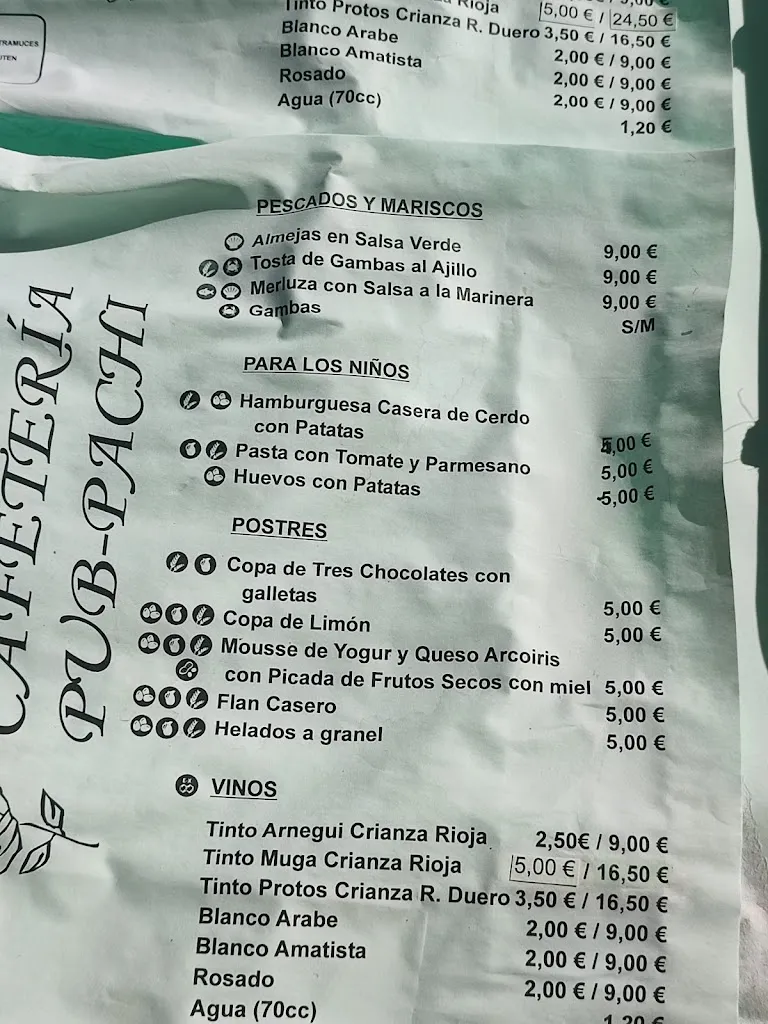 TRAMUCES
UTEN
Rioja 5,00 € / 24,50 €
Tinto Protos Crianza R. Duero 3,50 € / 16,50 €
Blanco Arabe 2,00 € / 9,00 €
Blanco Amatista 2,00 € / 9,00 €
Rosado 2,00 € / 9,00 €
Agua (70cc) 1,20 €
CAFETERÍA
PUB-PACHI
PESCADOS Y MARISCOS
Almejas en Salsa Verde 9,00 €
Tosta de Gambas al Ajillo 9,00 €
Merluza con Salsa a la Marinera 9,00 €
Gambas S/M
PARA LOS NIÑOS
Hamburguesa Casera de Cerdo
con Patatas 5,00 €
Pasta con Tomate y Parmesano 5,00 €
Huevos con Patatas 5,00 €
POSTRES
Copa de Tres Chocolates con
galletas 5,00 €
Copa de Limón 5,00 €
Mousse de Yogur y Queso Arcoiris
con Picada de Frutos Secos con miel 5,00 €
Flan Casero 5,00 €
Helados a granel 5,00 €
VINOS
Tinto Arnegui Crianza Rioja 2,50€ / 9,00 €
Tinto Muga Crianza Rioja 5,00 € / 16,50 €
Tinto Protos Crianza R. Duero 3,50 € / 16,50 €
Blanco Arabe 2,00 € / 9,00 €
Blanco Amatista 2,00 € / 9,00 €
Rosado 2,00 € / 9,00 €
Agua (70cc) 1,20 €